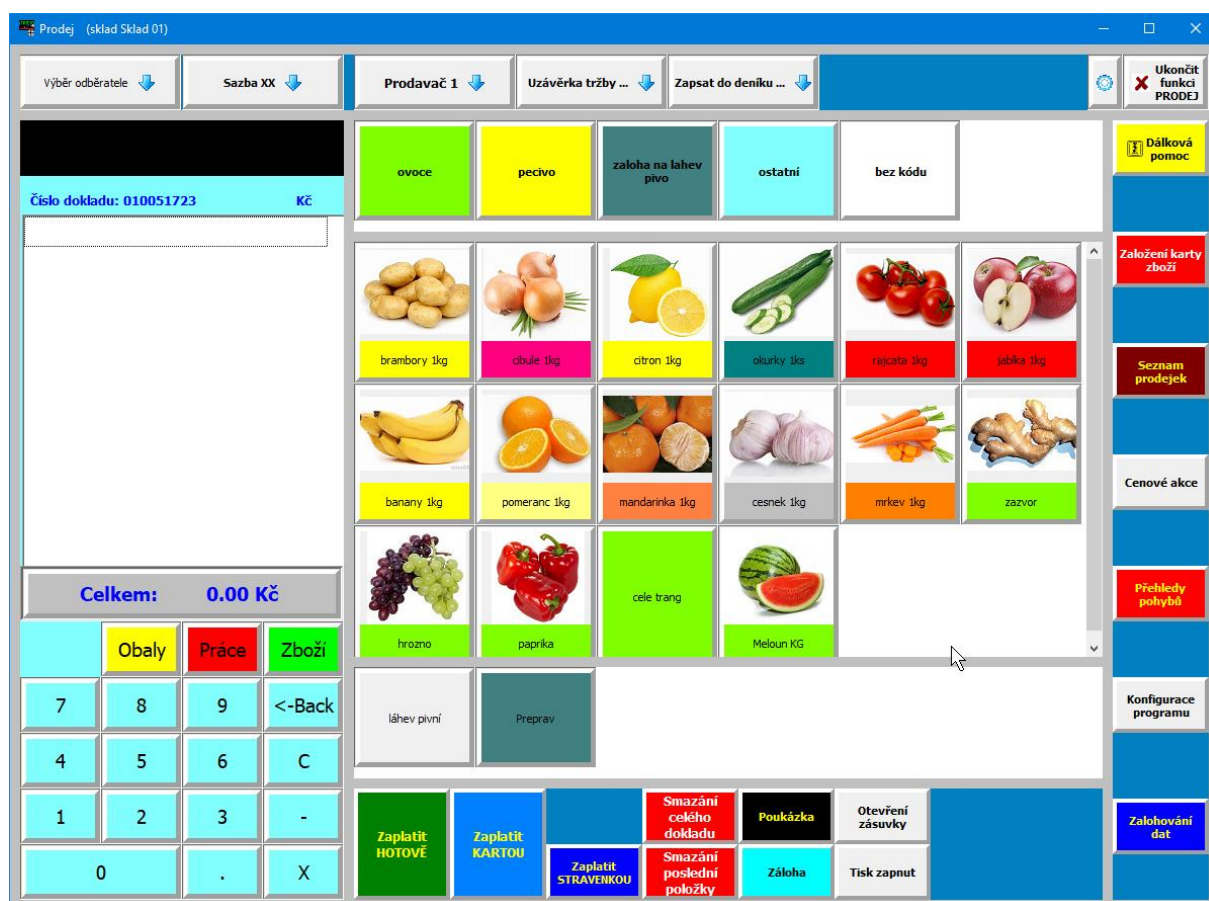 Prodej (sklad Sklad 01)
Výběr odběratele
Sazba XX
Prodavač 1
Uzávěrka tržby ...
Zapsat do deníku ...
Ukončit
funkci
PRODEJ
Číslo dokladu: 010051723 Kč
ovoce
pecivo
zaloha na lahev
pivo
ostatní
bez kódu
Dálková
pomoc
Založení karty
zboží
Seznam
prodejek
Cenové akce
Přehledy
pohybů
Konfigurace
programu
Zalohování
dat
brambory 1kg
cibule 1kg
citron 1kg
okurky 1ks
rajcata 1kg
jablka 1kg
banany 1kg
pomeranc 1kg
mandarinka 1kg
cesnek 1kg
mrkev 1kg
zazvor
hrozno
paprika
cele trang
Meloun KG
láhev pivní
Preprav
Celkem: 0.00 Kč
Obaly Práce Zboží
7 8 9 <-Back
4 5 6 C
1 2 3 -
0 . X
Zaplatit
HOTOVĚ
Zaplatit
KARTOU
Zaplatit
STRAVENKOU
Smazání
celého
dokladu
Smazání
poslední
položky
Poukázka
Záloha
Otevření
zásuvky
Tisk zapnut